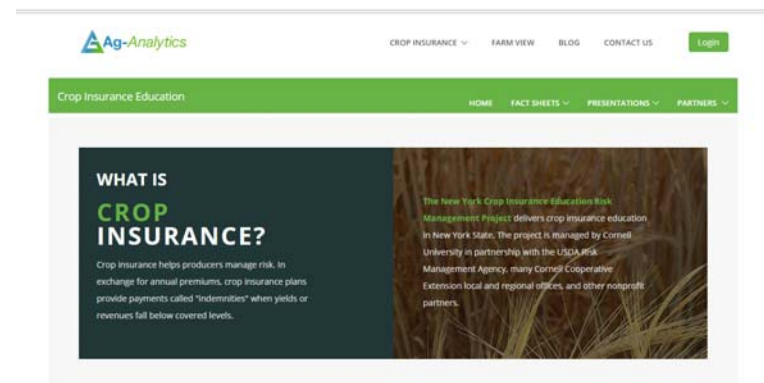 Ag-Analytics
CROP INSURANCE
FARM VIEW
BLOG
CONTACT US
Login
Crop Insurance Education
HOME
FACT SHEETS
PRESENTATIONS
PARTNERS
WHAT IS
CROP
INSURANCE?
Crop insurance helps producers manage risk. In
exchange for annual premiums, crop insurance plans
provide payments called "indemnities" when yields or
revenues fall below covered levels.
The New York Crop Insurance Education Risk
Management Project delivers crop insurance education
in New York State. The project is managed by Cornell
University in partnership with the USDA Risk
Management Agency, many Cornell Cooperative
Extension local and regional offices, and other nonprofit
partners.